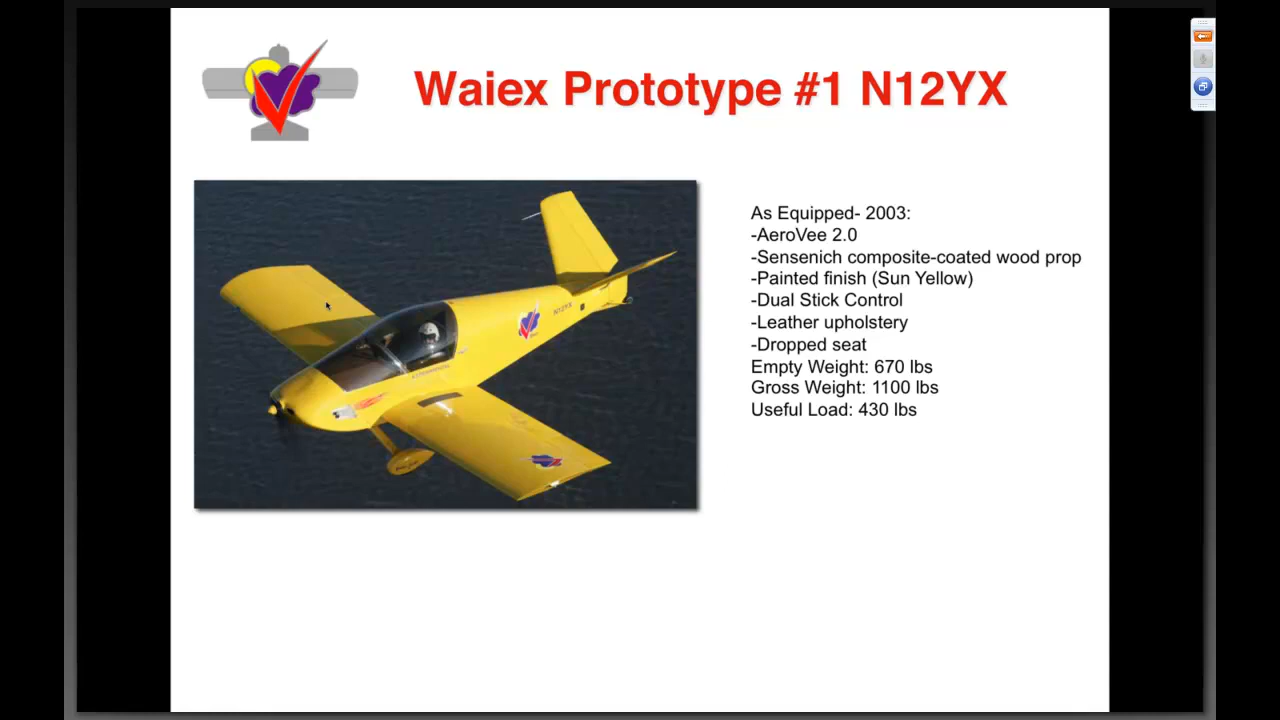 Waiex Prototype #1 N12YX
As Equipped- 2003:
-AeroVee 2.0
-Sensenich composite-coated wood prop
-Painted finish (Sun Yellow)
-Dual Stick Control
-Leather upholstery
-Dropped seat
Empty Weight: 670 lbs
Gross Weight: 1100 lbs
Useful Load: 430 lbs
N12YX